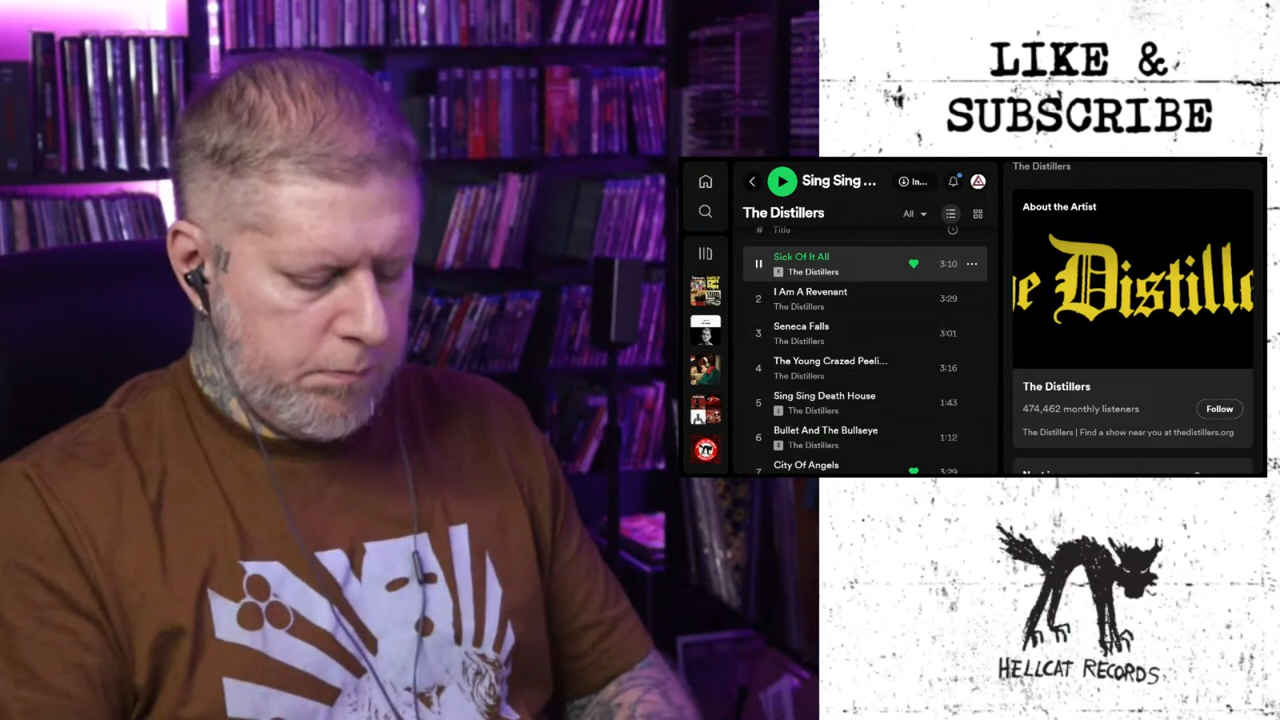 LIKE &
SUBSCRIBE
Sing Sing ...
In...
The Distillers
All
# Title
Sick Of It All 3:10
The Distillers
2 I Am A Revenant 3:29
The Distillers
3 Seneca Falls 3:01
The Distillers
4 The Young Crazed Peeli... 3:16
The Distillers
5 Sing Sing Death House 1:43
The Distillers
6 Bullet And The Bullseye 1:12
The Distillers
7 City Of Angels 3:29
The Distillers
About the Artist
e Distille
The Distillers
474,462 monthly listeners
Follow
The Distillers | Find a show near you at thedistillers.org
HELLCAT RECORDS